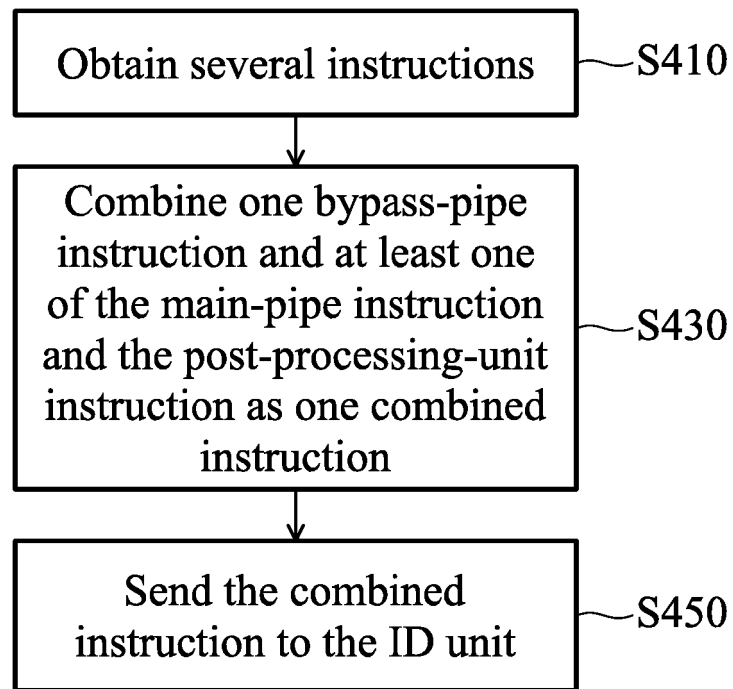 Obtain several instructions
S410
Combine one bypass-pipe
instruction and at least one
of the main-pipe instruction
and the post-processing-unit
instruction as one combined
instruction
S430
Send the combined
instruction to the ID unit
S450